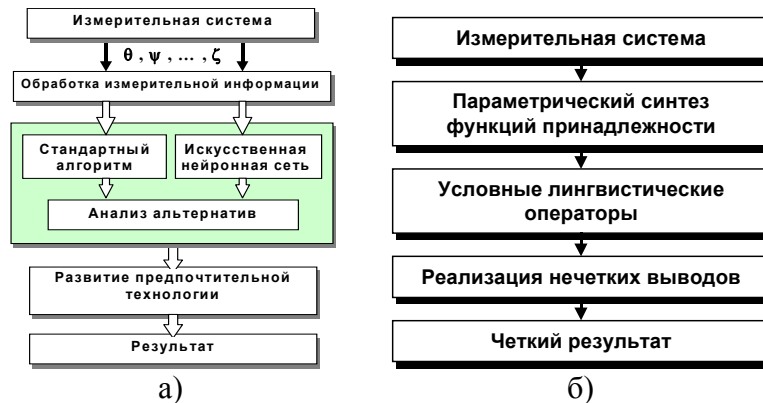 Измерительная система
θ , ψ , ... , ζ
Обработка измерительной информации
Стандартный
алгоритм
Искусственная
нейронная сеть
Анализ альтернатив
Развитие предпочтительной
технологии
Результат
а)
Измерительная система
Параметрический синтез
функций принадлежности
Условные лингвистические
операторы
Реализация нечетких выводов
Четкий результат
б)